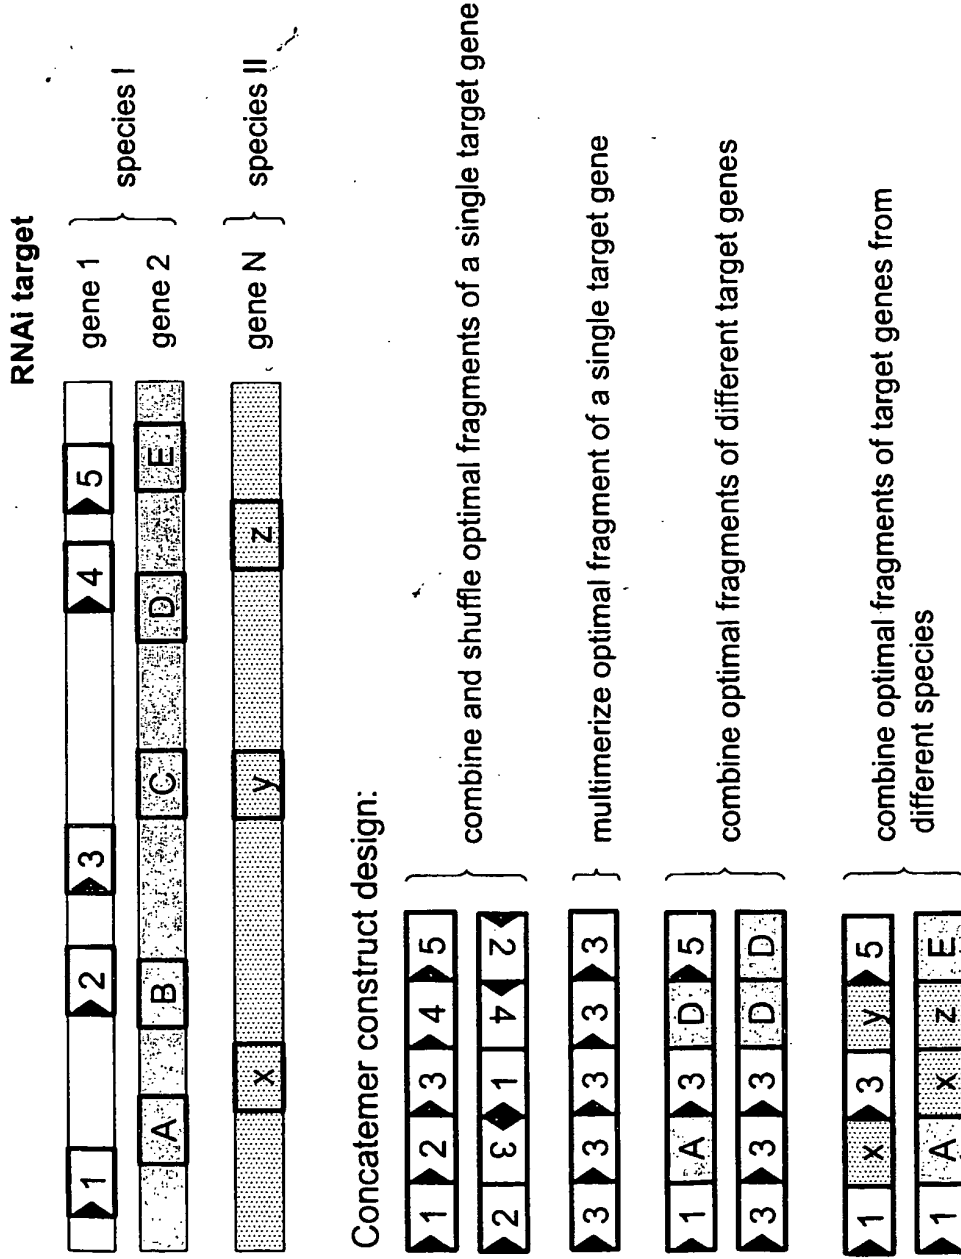 RNAi target
1 2 3 4 5 gene 1
A B C D E gene 2
species I
x y z gene N
species II
Concatemer construct design:
1 2 3 4 5
2 3 1 4 2
combine and shuffle optimal fragments of a single target gene
3 3 3 3 3
multimerize optimal fragment of a single target gene
1 A 3 D 5
3 3 3 D D
combine optimal fragments of different target genes
1 x 3 y 5
1 A x z E
combine optimal fragments of target genes from
different species